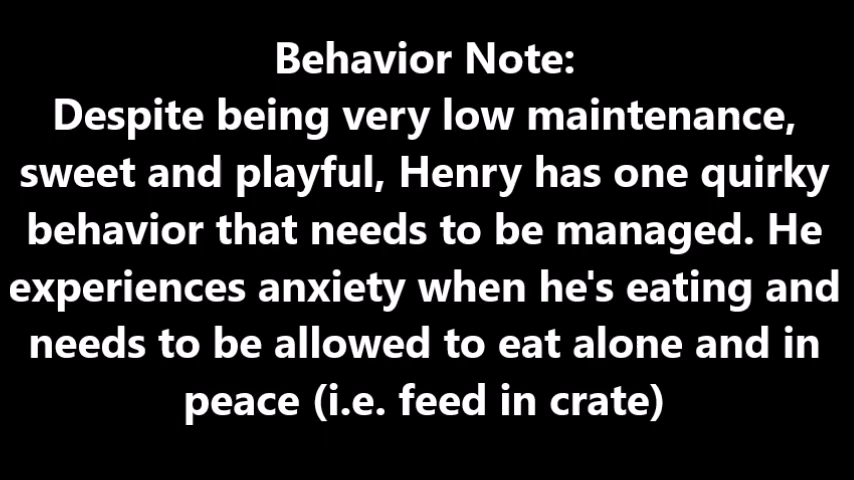 Behavior Note:
Despite being very low maintenance,
sweet and playful, Henry has one quirky
behavior that needs to be managed. He
experiences anxiety when he's eating and
needs to be allowed to eat alone and in
peace (i.e. feed in crate)